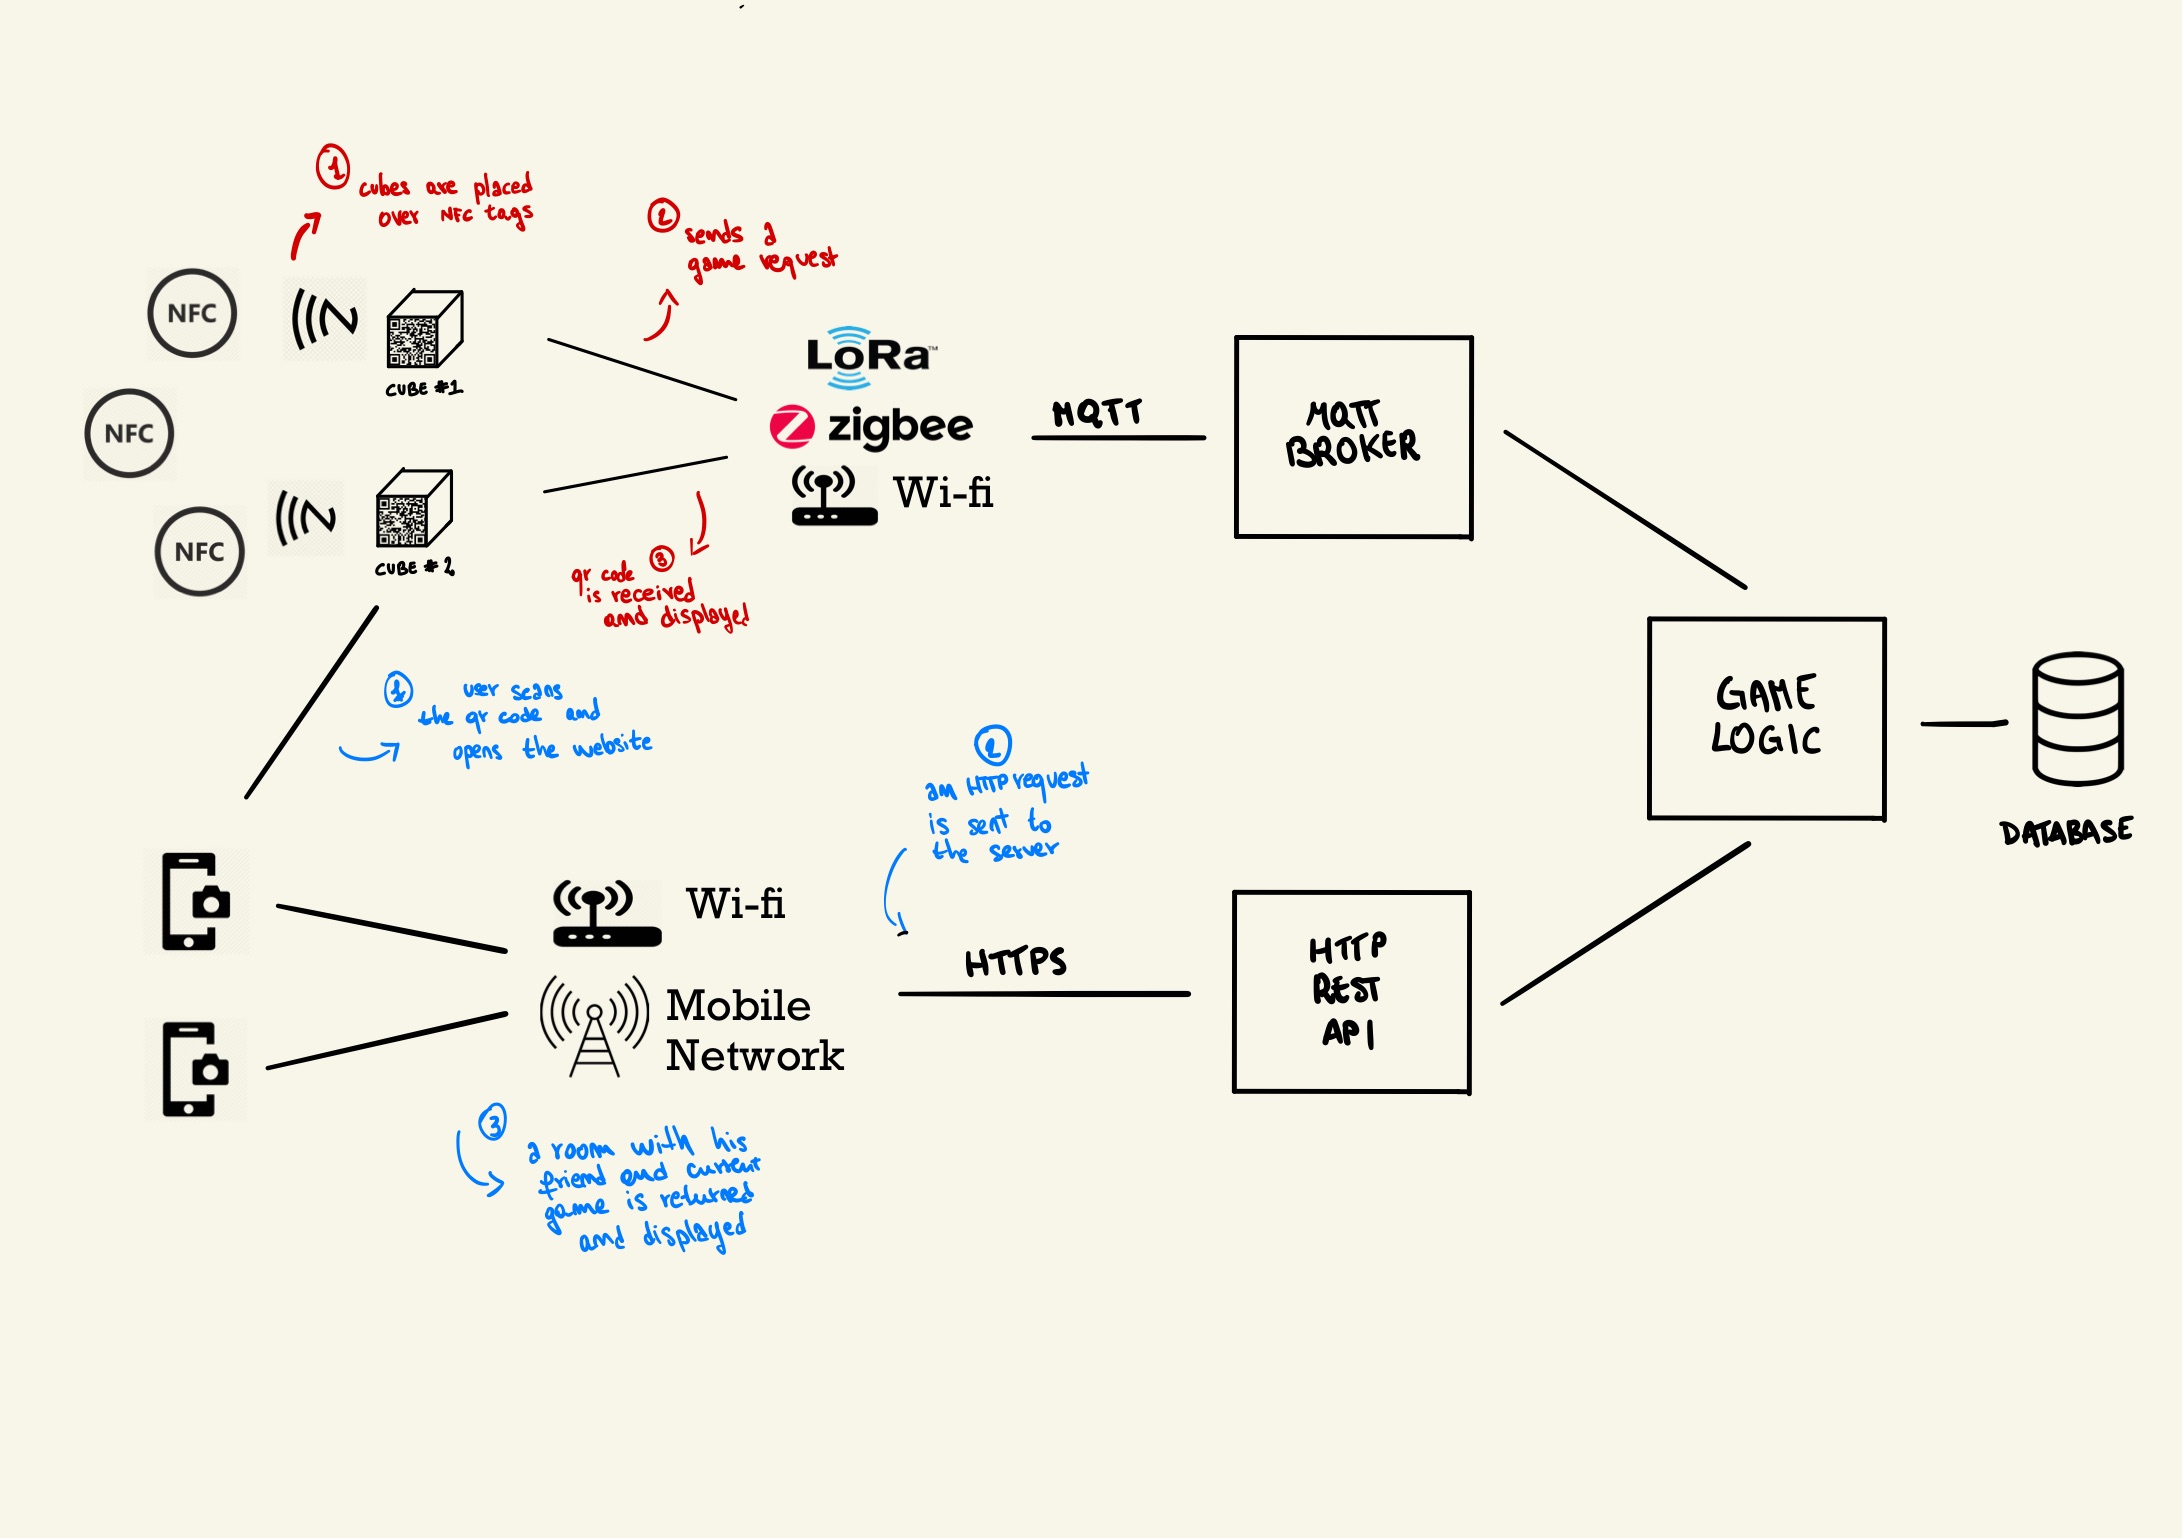 1
cubes are placed
over NFC tags
2
sends a
game request
NFC
CUBE #1
NFC
NFC
CUBE #2
LoRa™
zigbee
Wi-fi
MQTT
MQTT
BROKER
qr code 3
is received
and displayed
1 user scans
the qr code and
opens the website
GAME
LOGIC
DATABASE
2
an HTTP request
is sent to
the server
Wi-fi
Mobile
Network
HTTPS
HTTP
REST
API
3
a room with his
friend end current
game is returned
and displayed